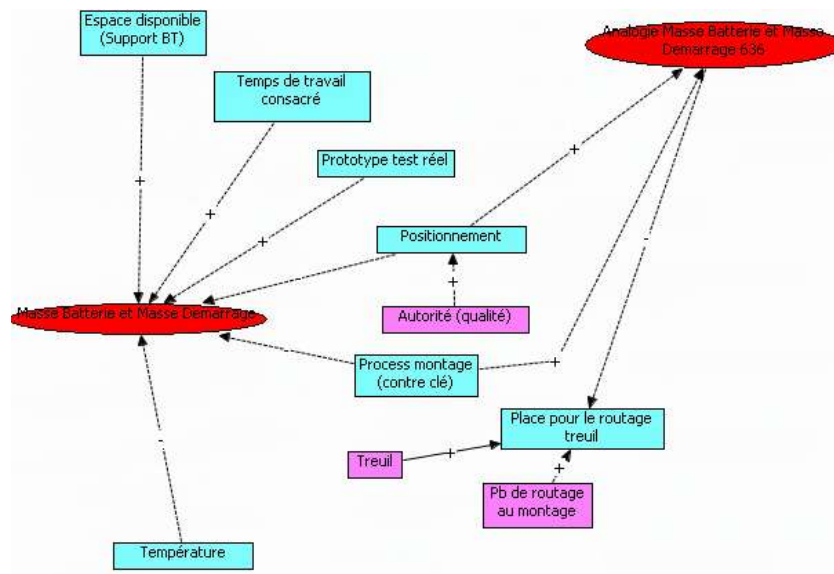 Espace disponible
(Support BT)
Analogie Masse Batterie et Masse
Démarrage 636
Temps de travail
consacré
Prototype test réel
+
+
+
+
Positionnement
-
+
Autorité (qualité)
Masse Batterie et Masse Démarrage
-
Process montage
(contre clé)
+
Place pour le routage
treuil
-
Treuil
+
+
Pb de routage
au montage
Température